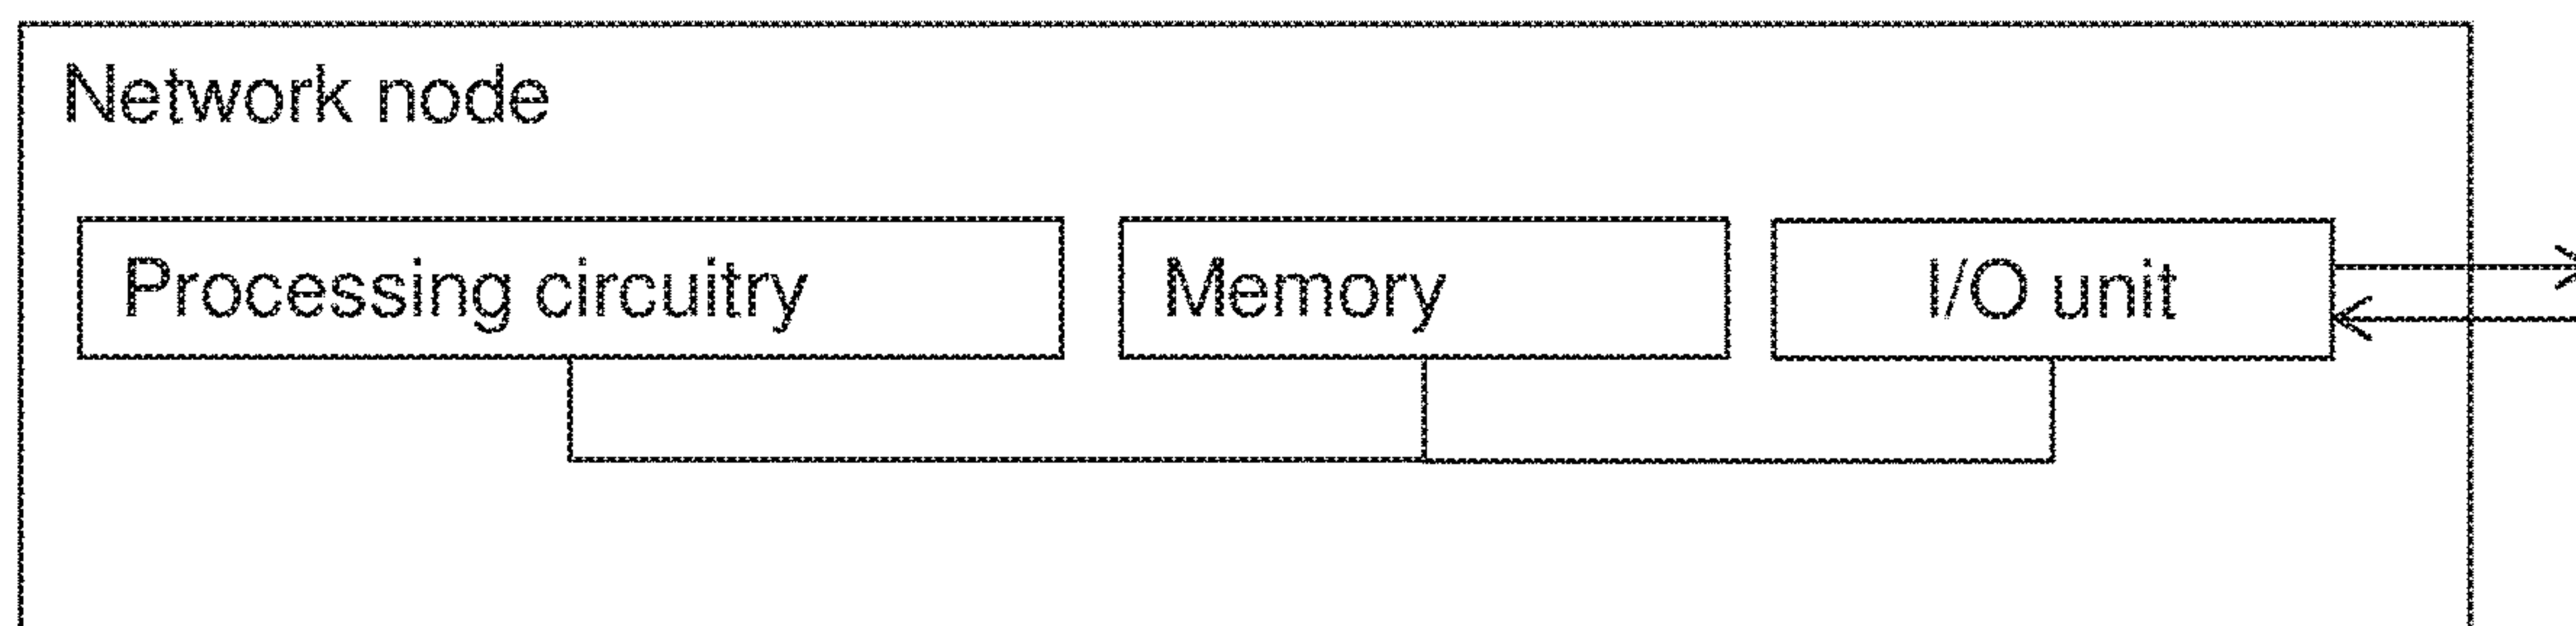 Network node
Processing circuitry
Memory
I/O unit